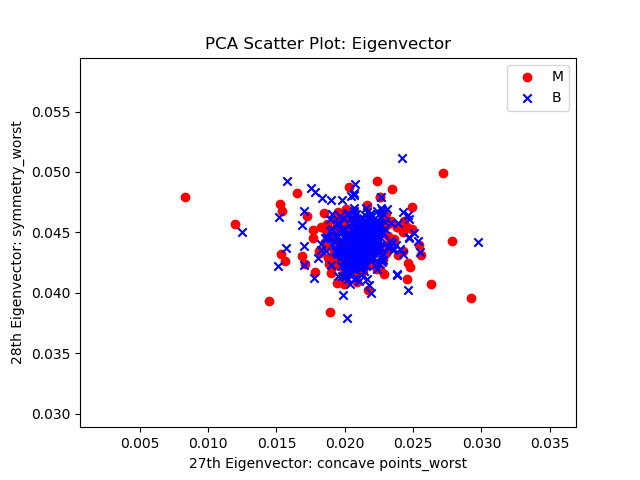 PCA Scatter Plot: Eigenvector
M
B
0.055
0.050
0.045
0.040
0.035
0.030
28th Eigenvector: symmetry_worst
0.005 0.010 0.015 0.020 0.025 0.030 0.035
27th Eigenvector: concave points_worst